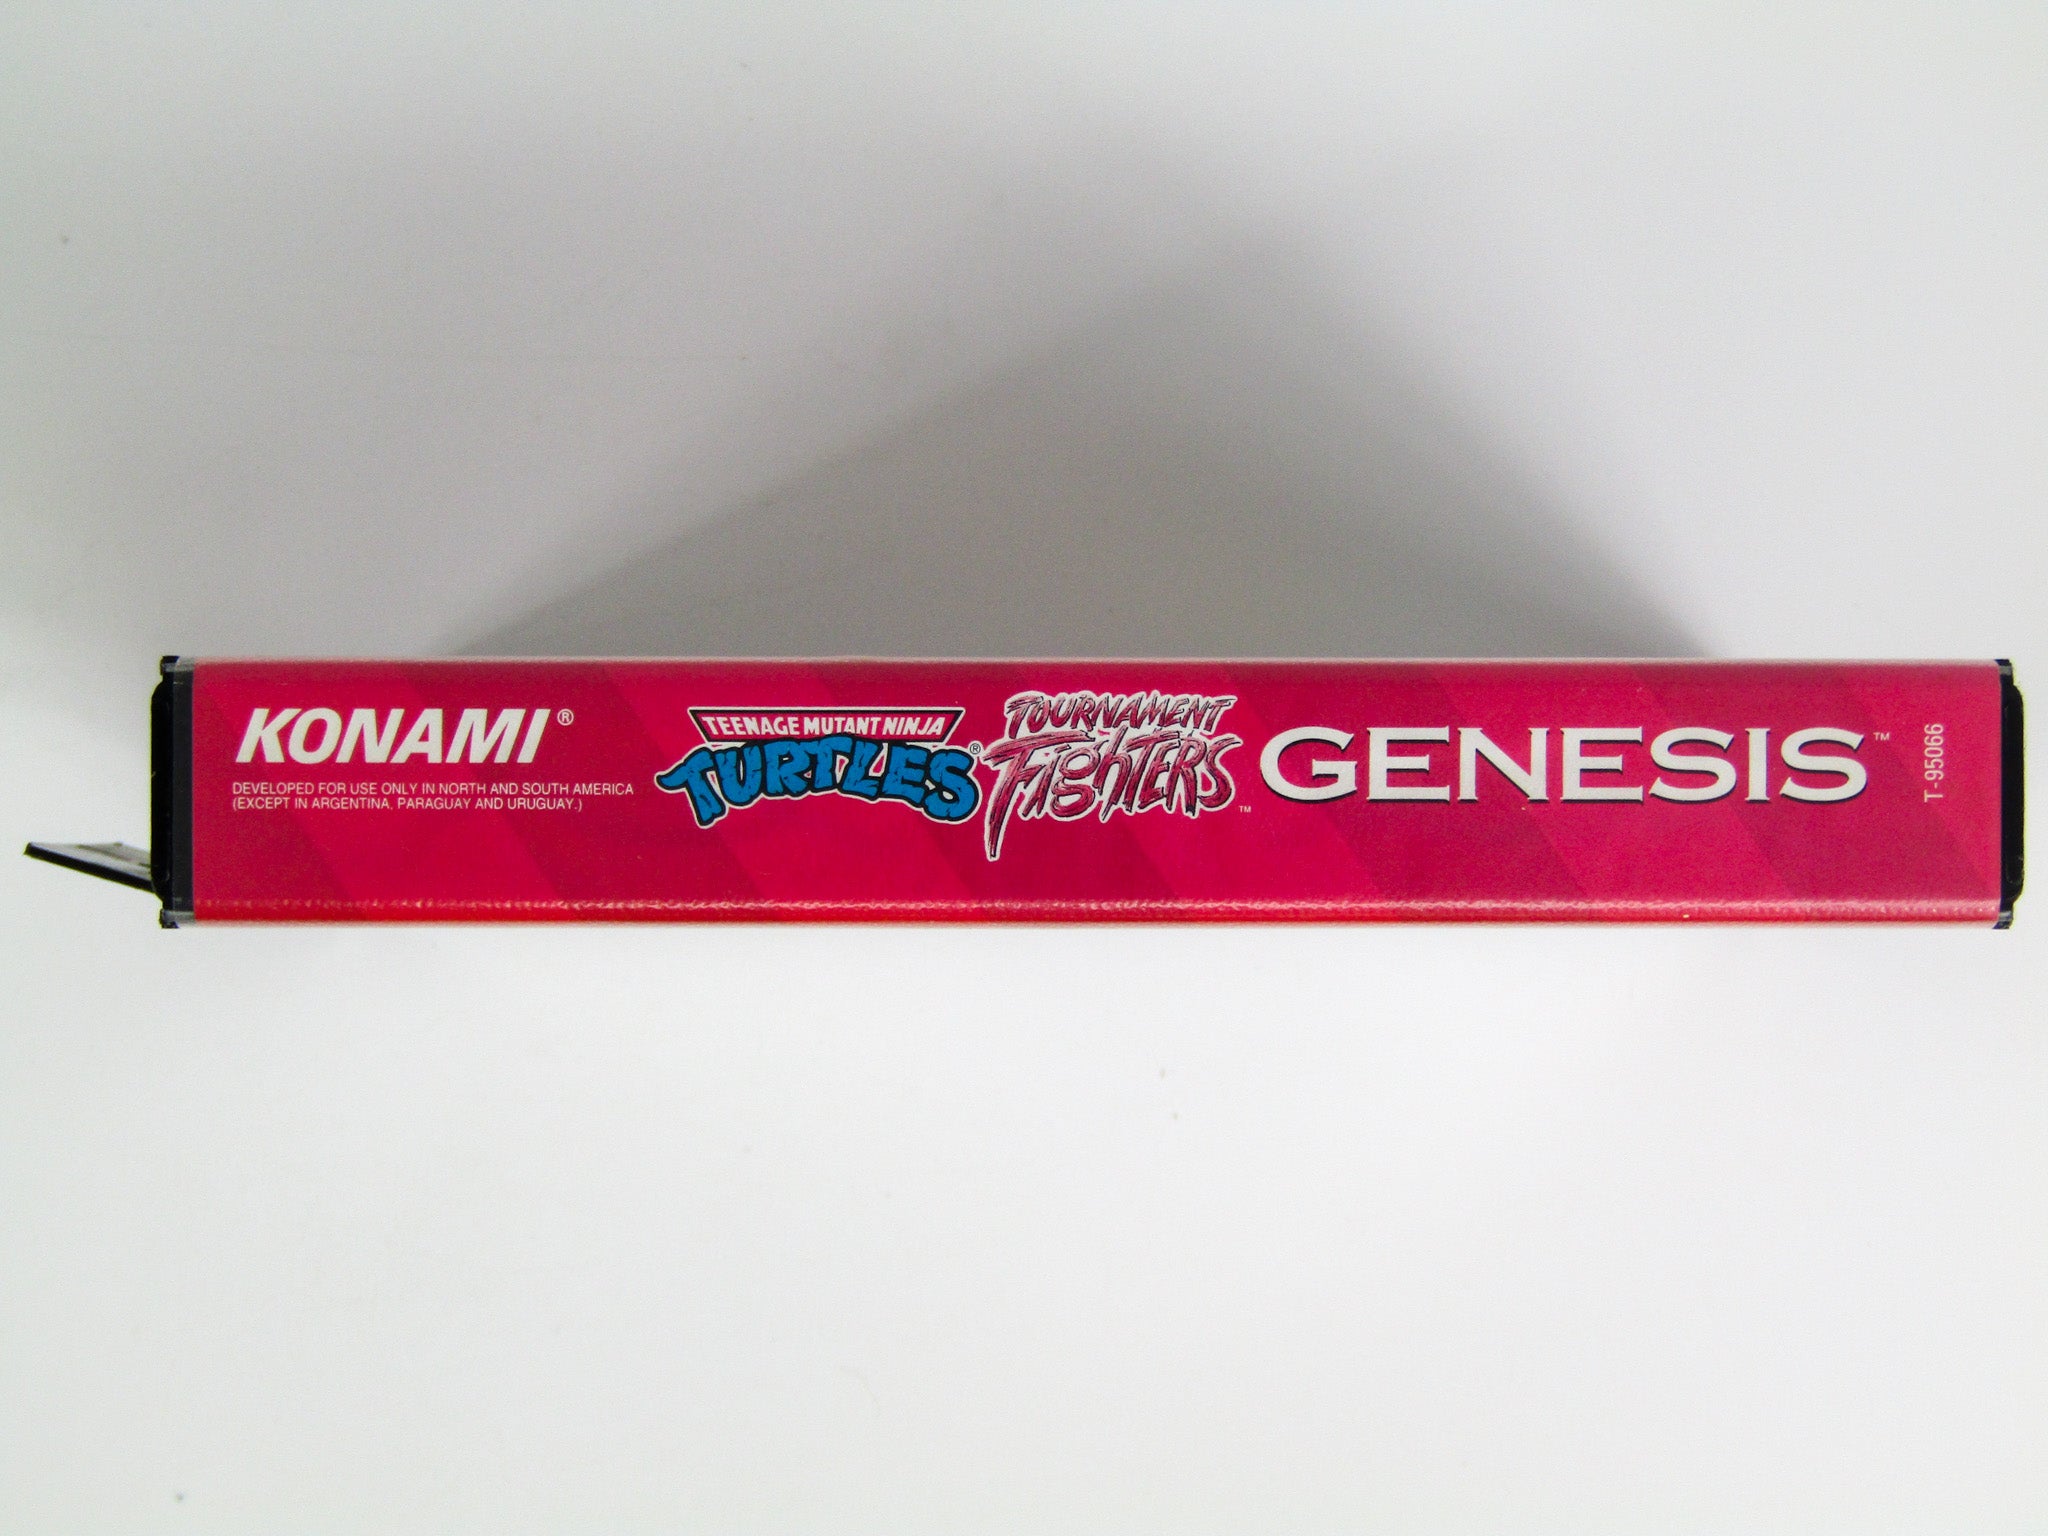 KONAMI®
DEVELOPED FOR USE ONLY IN NORTH AND SOUTH AMERICA
(EXCEPT IN ARGENTINA, PARAGUAY AND URUGUAY.)
TEENAGE MUTANT NINJA
TURTLES®
TOURNAMENT
FIGHTERS™
GENESIS™
T-95066